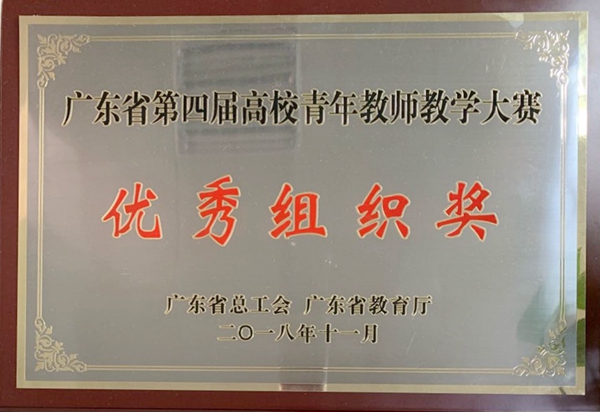 广东省第四届高校青年教师教学大赛
优秀组织奖
广东省总工会 广东省教育厅
二〇一八年十一月